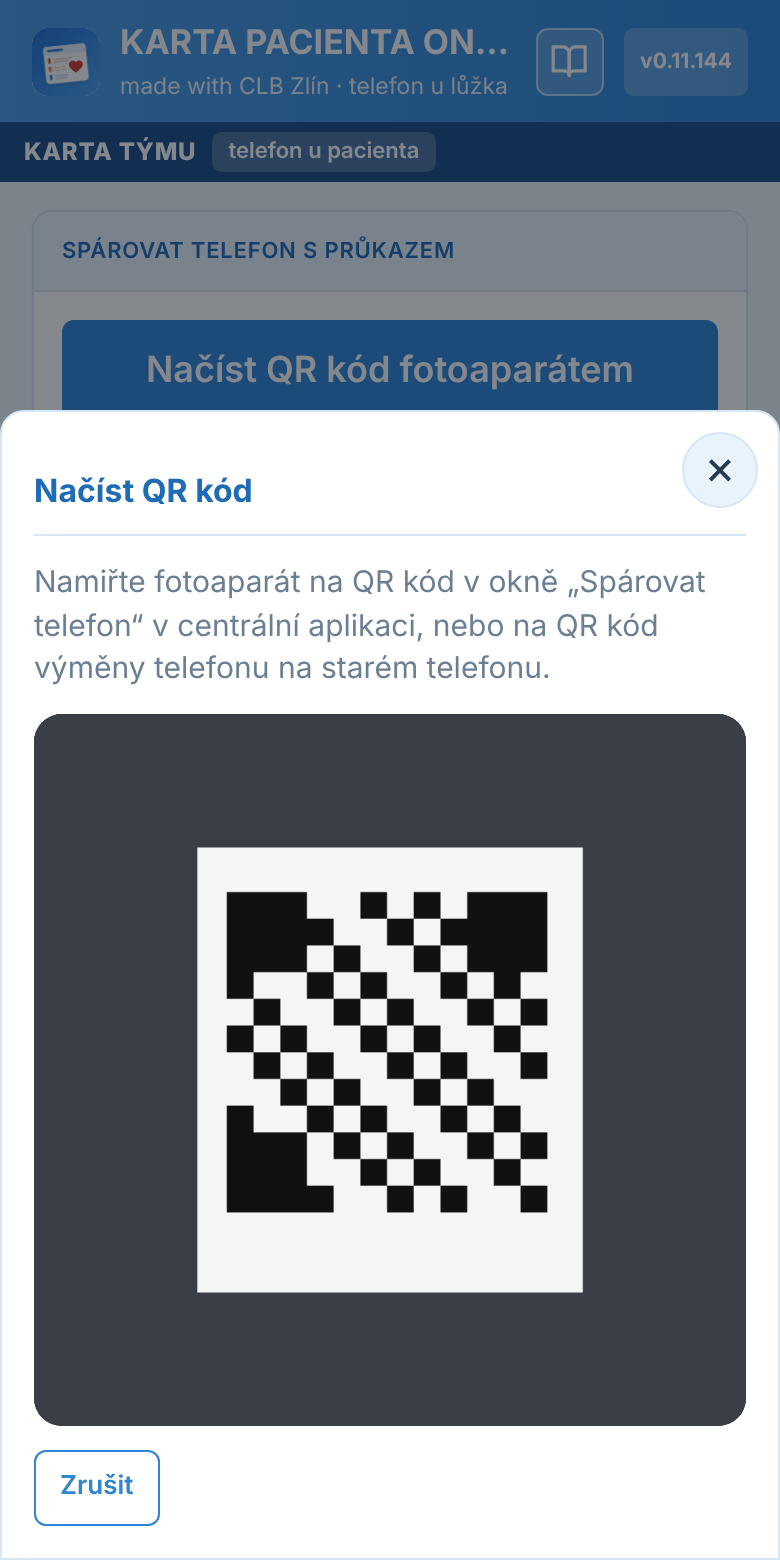 KARTA PACIENTA ON...
made with CLB Zlín · telefon u lůžka
v0.11.144
KARTA TÝMU
telefon u pacienta
SPÁROVAT TELEFON S PRŮKAZEM
Načíst QR kód fotoaparátem
Načíst QR kód
Namiřte fotoaparát na QR kód v okně „Spárovat
telefon“ v centrální aplikaci, nebo na QR kód
výměny telefonu na starém telefonu.
Zrušit